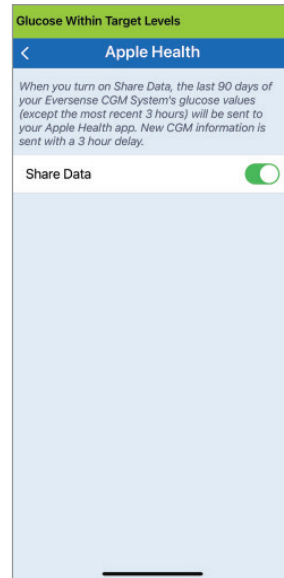 Glucose Within Target Levels
Apple Health
When you turn on Share Data, the last 90 days of
your Eversense CGM System's glucose values
(except the most recent 3 hours) will be sent to
your Apple Health app. New CGM information is
sent with a 3 hour delay.
Share Data